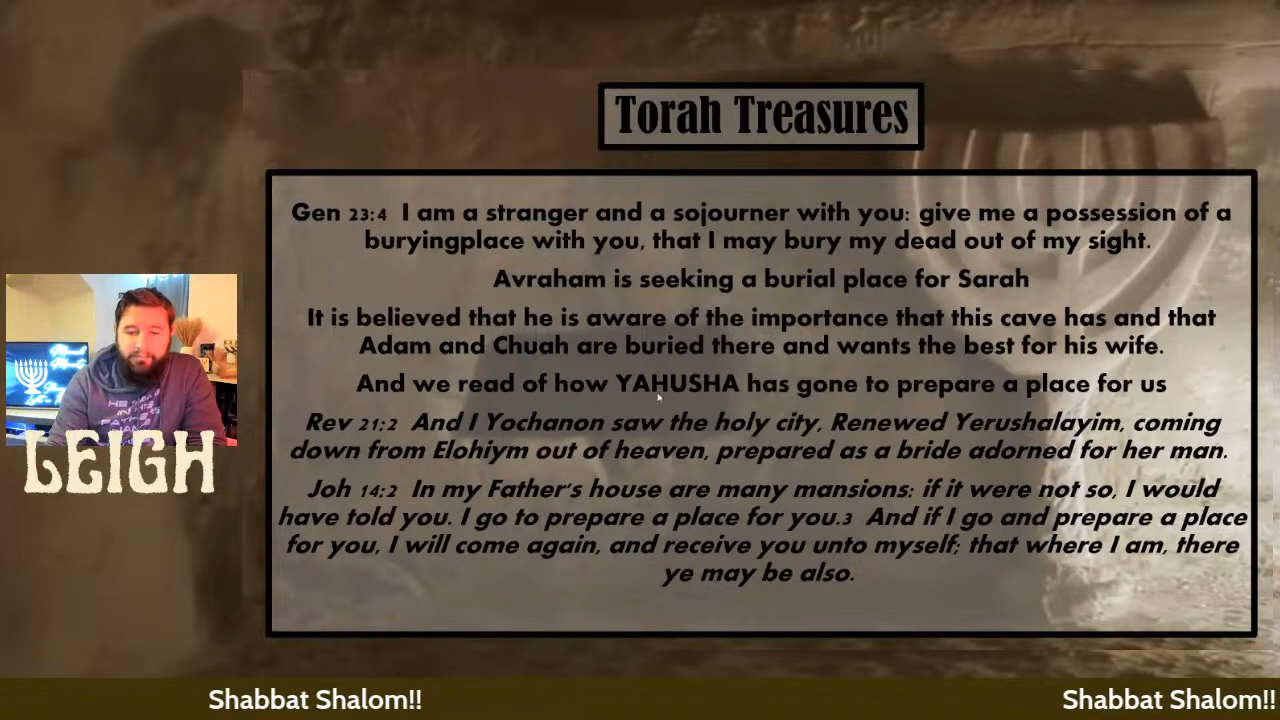 Torah Treasures
Gen 23:4 I am a stranger and a sojourner with you: give me a possession of a
buryingplace with you, that I may bury my dead out of my sight.
Avraham is seeking a burial place for Sarah
It is believed that he is aware of the importance that this cave has and that
Adam and Chuah are buried there and wants the best for his wife.
And we read of how YAHUSHA has gone to prepare a place for us
Rev 21:2 And I Yochanon saw the holy city, Renewed Yerushalayim, coming
down from Elohiym out of heaven, prepared as a bride adorned for her man.
Joh 14:2 In my Father's house are many mansions: if it were not so, I would
have told you. I go to prepare a place for you.3 And if I go and prepare a place
for you, I will come again, and receive you unto myself; that where I am, there
ye may be also.
LEIGH
Shabbat Shalom!! Shabbat Shalom!!